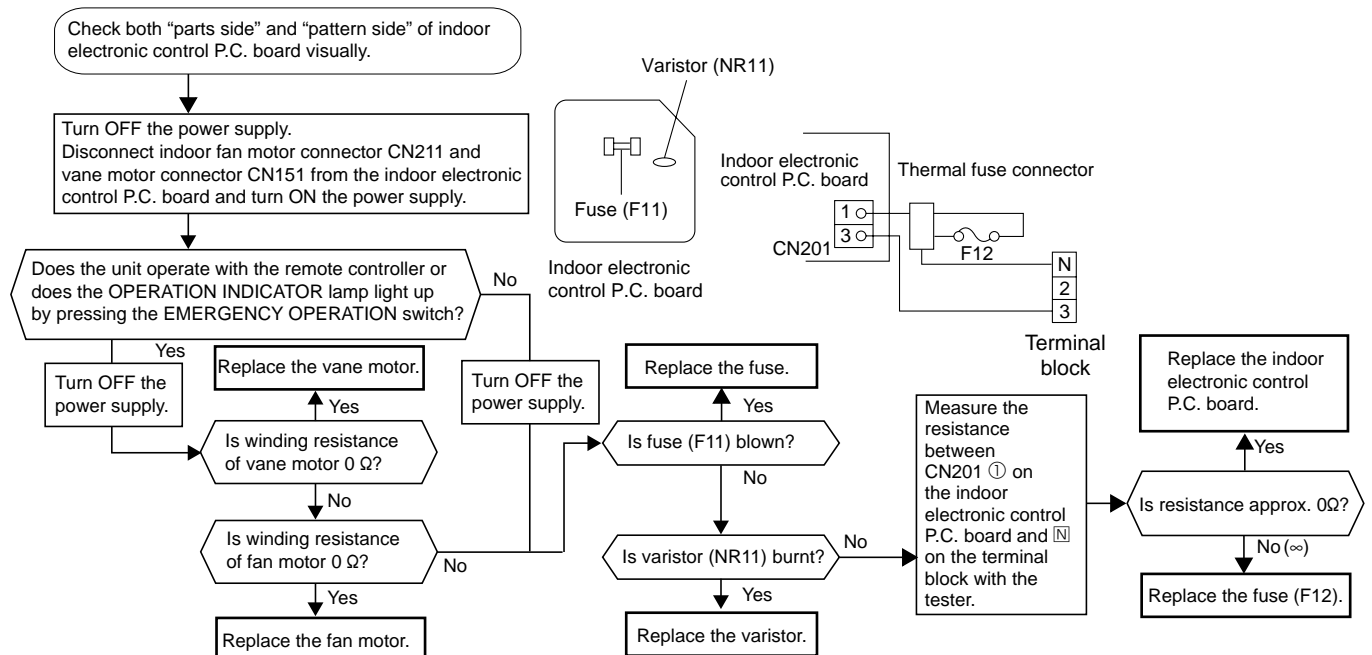 Check both “parts side” and “pattern side” of indoor
electronic control P.C. board visually.
Turn OFF the power supply.
Disconnect indoor fan motor connector CN211 and
vane motor connector CN151 from the indoor electronic
control P.C. board and turn ON the power supply.
Does the unit operate with the remote controller or
does the OPERATION INDICATOR lamp light up
by pressing the EMERGENCY OPERATION switch?
No
Yes
Turn OFF the
power supply.
Replace the vane motor.
Yes
Is winding resistance
of vane motor 0 Ω?
No
Is winding resistance
of fan motor 0 Ω?
No
Yes
Replace the fan motor.
Turn OFF the
power supply.
Varistor (NR11)
Fuse (F11)
Indoor electronic
control P.C. board
Indoor electronic
control P.C. board
Thermal fuse connector
1
3
CN201
F12
N
2
3
Terminal
block
Replace the fuse.
Yes
Is fuse (F11) blown?
No
Is varistor (NR11) burnt?
No
Yes
Replace the varistor.
Measure the
resistance
between
CN201 ① on
the indoor
electronic control
P.C. board and 🄽
on the terminal
block with the
tester.
Replace the indoor
electronic control
P.C. board.
Yes
Is resistance approx. 0Ω?
No (∞)
Replace the fuse (F12).